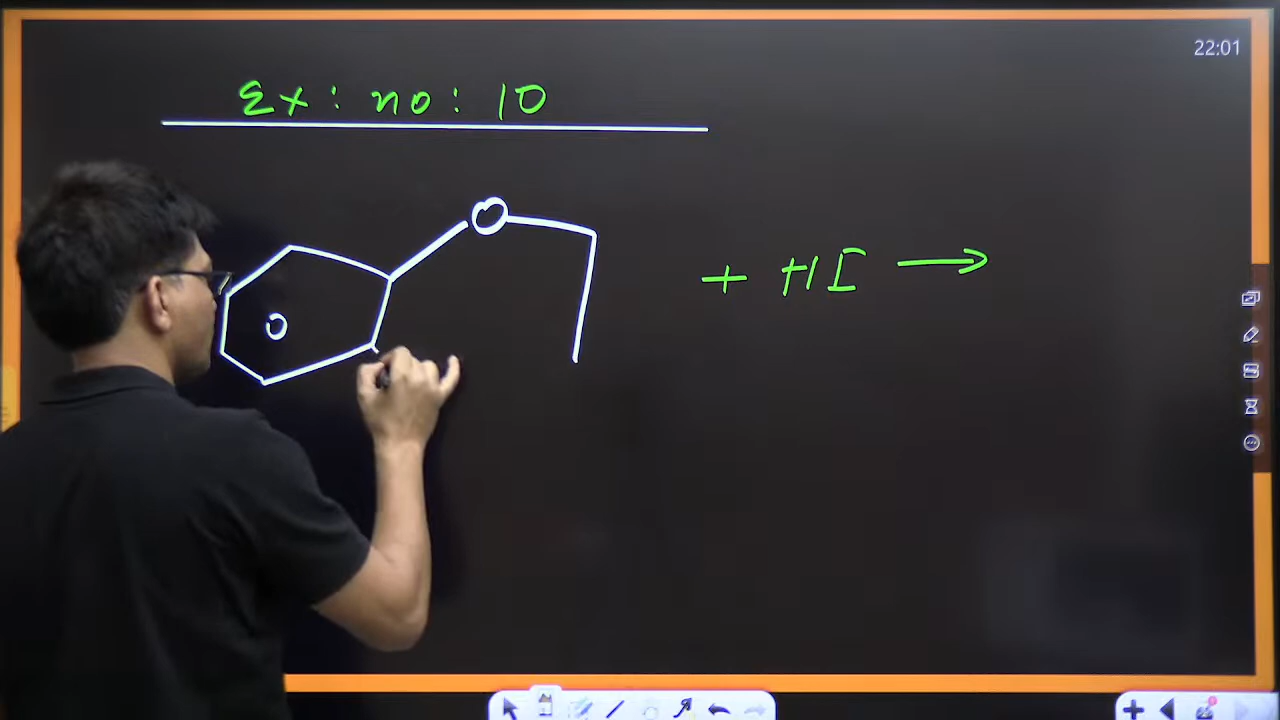 22:01
Ex : no : 10
O
+ HI →
O